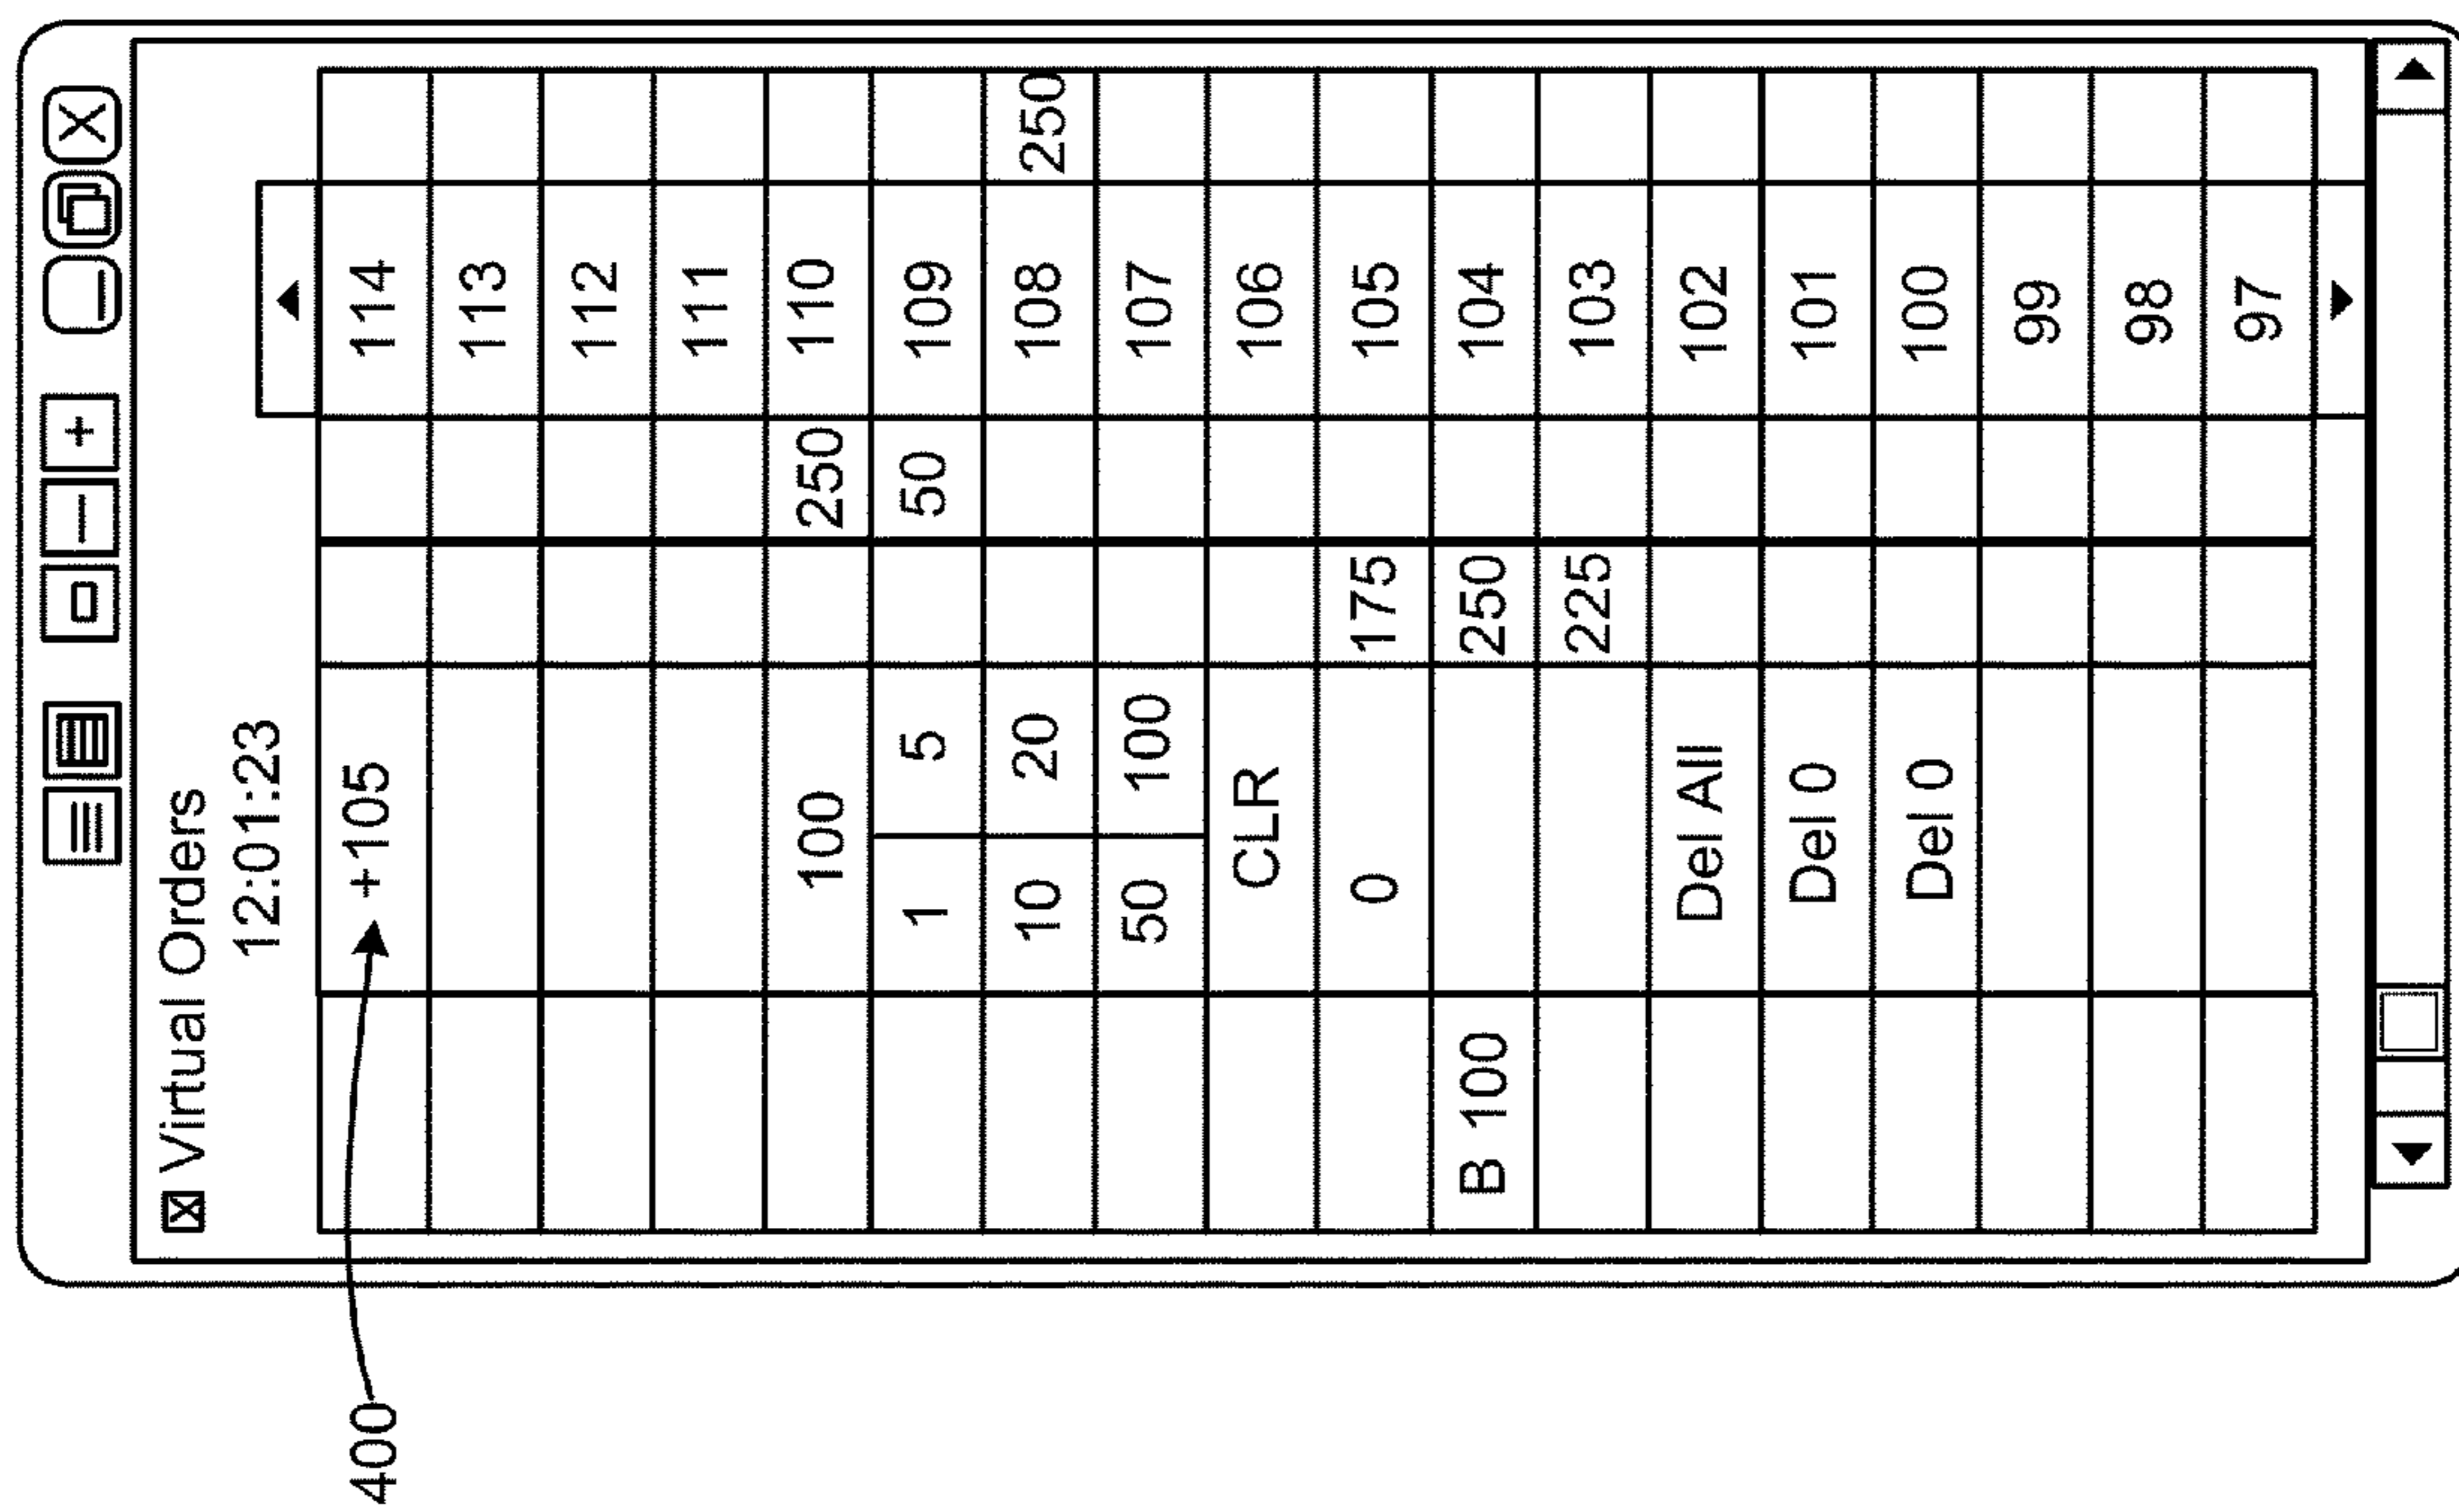 Virtual Orders
12:01:23
400 +105 114
113
112
111
100 250 110
1 5 50 109
10 20 108 250
50 100 107
CLR 106
0 175 105
B 100 250 104
225 103
Del All 102
Del 0 101
Del 0 100
99
98
97